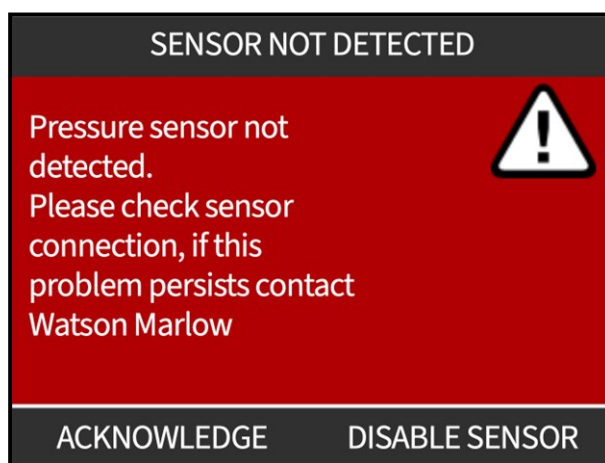 SENSOR NOT DETECTED
Pressure sensor not
detected.
Please check sensor
connection, if this
problem persists contact
Watson Marlow
ACKNOWLEDGE DISABLE SENSOR